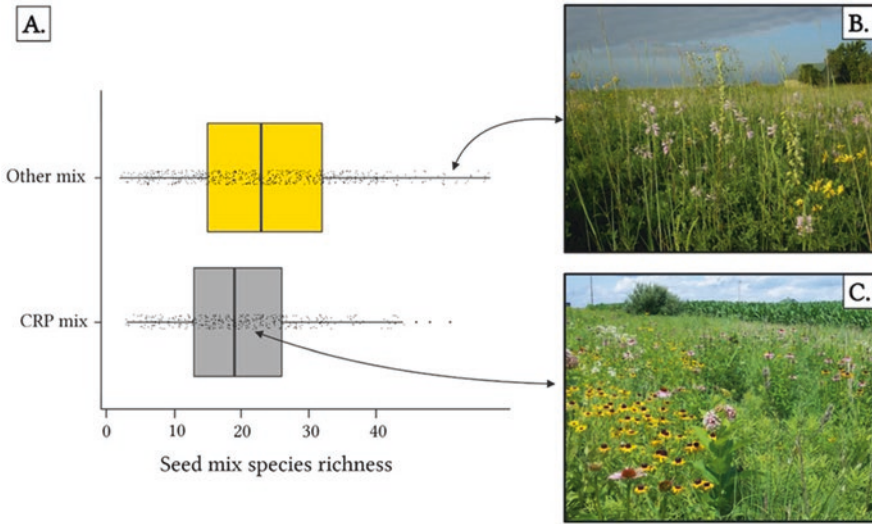 A.
B.
Other mix
CRP mix
C.
0 10 20 30 40
Seed mix species richness